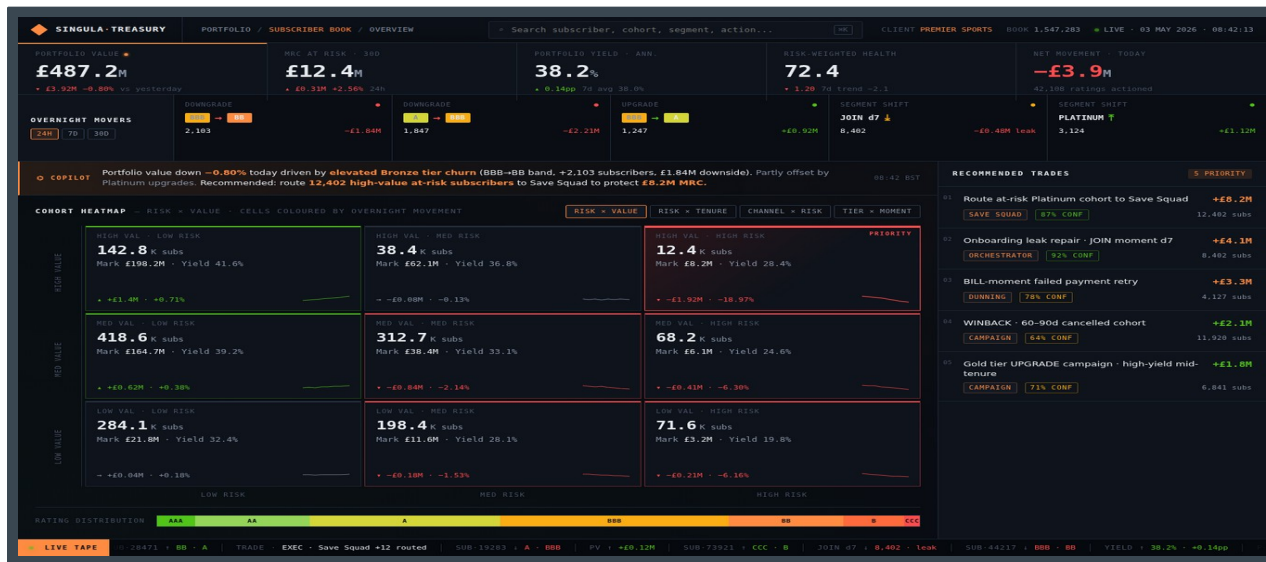 SINGULA·TREASURY
PORTFOLIO / SUBSCRIBER BOOK / OVERVIEW
Search subscriber, cohort, segment, action...
⌘K
CLIENT PREMIER SPORTS
BOOK 1,547,283
● LIVE · 03 MAY 2026 · 08:42:13
PORTFOLIO VALUE
£487.2M
▾ £3.92M −0.80% vs yesterday
MRC AT RISK · 30D
£12.4M
▴ £0.31M +2.56% 24h
PORTFOLIO YIELD · ANN.
38.2%
▴ 0.14pp 7d avg 38.0%
RISK-WEIGHTED HEALTH
72.4
▾ 1.20 7d trend −2.1
NET MOVEMENT · TODAY
−£3.9M
42,108 ratings actioned
OVERNIGHT MOVERS
24H 7D 30D
DOWNGRADE
BBB → BB
2,103 −£1.84M
DOWNGRADE
A → BBB
1,847 −£2.21M
UPGRADE
BBB → A
1,247 +£0.92M
SEGMENT SHIFT
JOIN d7
8,402 −£0.48M leak
SEGMENT SHIFT
PLATINUM
3,124 +£1.12M
COPILOT
Portfolio value down −0.80% today driven by elevated Bronze tier churn (BBB→BB band, +2,103 subscribers, £1.84M downside). Partly offset by
Platinum upgrades. Recommended: route 12,402 high-value at-risk subscribers to Save Squad to protect £8.2M MRC.
08:42 BST
COHORT HEATMAP — RISK × VALUE · CELLS COLOURED BY OVERNIGHT MOVEMENT
RISK × VALUE RISK × TENURE CHANNEL × RISK TIER × MOMENT
HIGH VALUE
HIGH VAL · LOW RISK
142.8K subs
Mark £198.2M · Yield 41.6%
▴ +£1.4M · +0.71%
HIGH VAL · MED RISK
38.4K subs
Mark £62.1M · Yield 36.8%
→ −£0.08M · −0.13%
HIGH VAL · HIGH RISK
PRIORITY
12.4K subs
Mark £8.2M · Yield 28.4%
▾ −£1.92M · −18.97%
MED VALUE
MED VAL · LOW RISK
418.6K subs
Mark £164.7M · Yield 39.2%
▴ +£0.62M · +0.38%
MED VAL · MED RISK
312.7K subs
Mark £38.4M · Yield 33.1%
▾ −£0.84M · −2.14%
MED VAL · HIGH RISK
68.2K subs
Mark £6.1M · Yield 24.6%
▾ −£0.41M · −6.30%
LOW VALUE
LOW VAL · LOW RISK
284.1K subs
Mark £21.8M · Yield 32.4%
→ +£0.04M · +0.18%
LOW VAL · MED RISK
198.4K subs
Mark £11.6M · Yield 28.1%
▾ −£0.18M · −1.53%
LOW VAL · HIGH RISK
71.6K subs
Mark £3.2M · Yield 19.8%
▾ −£0.21M · −6.16%
LOW RISK MED RISK HIGH RISK
RATING DISTRIBUTION AAA AA A BBB BB B CCC
RECOMMENDED TRADES
5 PRIORITY
01 Route at-risk Platinum cohort to Save Squad +£8.2M
SAVE SQUAD 87% CONF 12,402 subs
02 Onboarding leak repair · JOIN moment d7 +£4.1M
ORCHESTRATOR 92% CONF 8,402 subs
03 BILL-moment failed payment retry +£3.3M
DUNNING 78% CONF 4,127 subs
04 WINBACK · 60–90d cancelled cohort +£2.1M
CAMPAIGN 64% CONF 11,920 subs
05 Gold tier UPGRADE campaign · high-yield mid-
tenure
+£1.8M
CAMPAIGN 71% CONF 6,841 subs
LIVE TAPE
28471 ↑ BB · A | TRADE · EXEC · Save Squad +12 routed | SUB-19283 ↓ A · BBB | PV ↑ +£0.12M | SUB-73921 ↑ CCC · B | JOIN d7 ↓ 8,402 · leak | SUB-44217 ↓ BBB · BB | YIELD ↑ 38.2% · +0.14pp